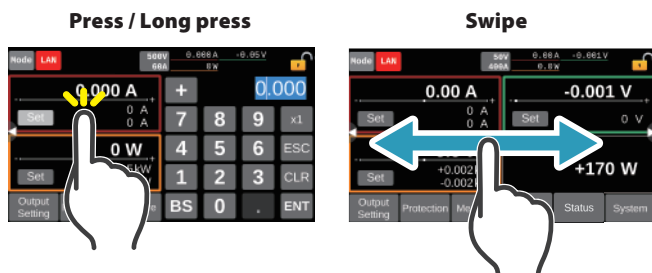 Press / Long press
Swipe
Mode LAN 500V 60A 0.000A -0.05V 0W
0.000 A
Set
0 A
0 A
0 W
Set
Output Setting
+ 0.000
7 8 9 x1
4 5 6 ESC
1 2 3 CLR
BS 0 . ENT
Mode LAN 50V 400A 0.00A -0.001V 0.0W
0.00 A
Set
0 A
0 A
-0.001 V
Set 0 V
Set
+0.002
-0.002
+170 W
Output Setting Protection Status System